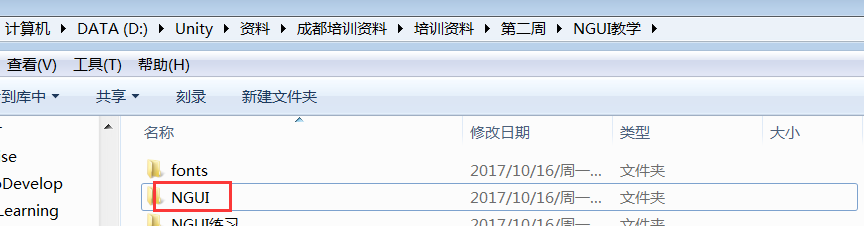 计算机 ▶ DATA (D:) ▶ Unity ▶ 资料 ▶ 成都培训资料 ▶ 培训资料 ▶ 第二周 ▶ NGUI教学 ▶
查看(V) 工具(T) 帮助(H)
到库中 共享 刻录 新建文件夹
名称 修改日期 类型 大小
se
fonts 2017/10/16/周一... 文件夹
Develop
NGUI 2017/10/16/周一... 文件夹
Learning
NGUI练习 2017/10/16/周一... 文件夹